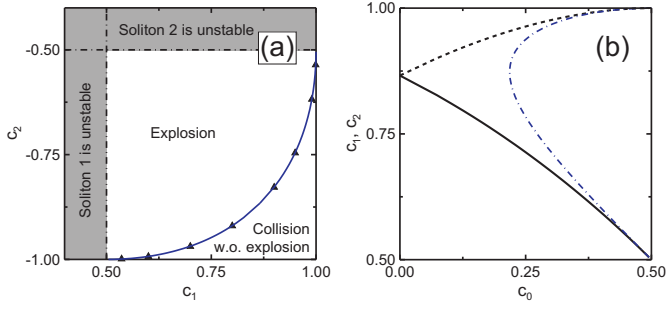 Soliton 2 is unstable
(a)
-0.50
Soliton 1 is unstable
Explosion
c2
-0.75
Collision
w.o. explosion
-1.00
0.50
0.75
1.00
c1
1.00
(b)
c1, c2
0.75
0.50
0.00
0.25
0.50
c0